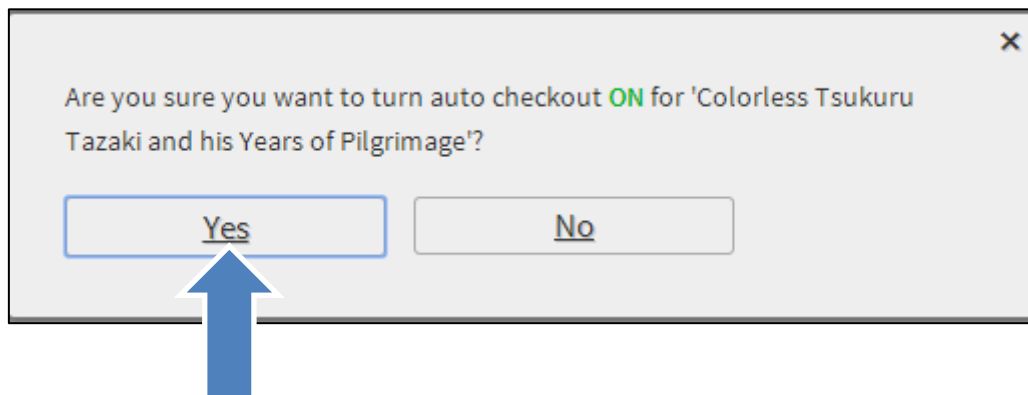 ×
Are you sure you want to turn auto checkout ON for 'Colorless Tsukuru
Tazaki and his Years of Pilgrimage'?
Yes
No